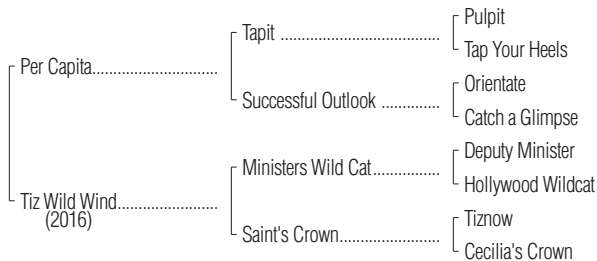 Pulpit
Tapit
Tap Your Heels
Per Capita
Orientate
Successful Outlook
Catch a Glimpse
Deputy Minister
Ministers Wild Cat
Hollywood Wildcat
Tiz Wild Wind
(2016)
Tiznow
Saint's Crown
Cecilia's Crown